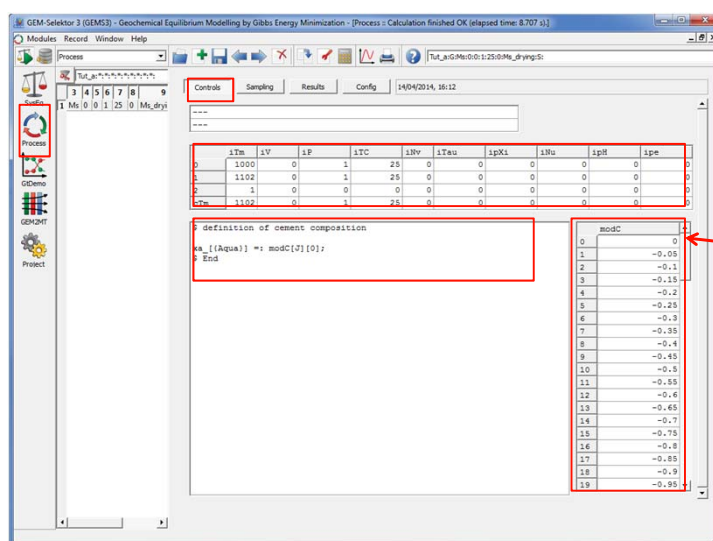 GEM-Selektor 3 (GEMS3) - Geochemical Equilibrium Modelling by Gibbs Energy Minimization - [Process :: Calculation finished OK (elapsed time: 8.707 s).]
Modules Record Window Help
Process
Tut_a:G:Ms:0:0:1:25:0:Ms_drying:S:
Tut_a:*:*:*:*:*:*:*:*:
3 4 5 6 7 8 9
1 Ms 0 0 1 25 0 Ms_dryi
SysEq
Process
GtDemo
GEM2MT
Project
Controls Sampling Results Config 14/04/2014, 16:12
---
---
iTm iV iP iTC iNv iTau ipXi iNu ipH ipe
0 1000 0 1 25 0 0 0 0 0 0
1 1102 0 1 25 0 0 0 0 0 0
2 1 0 0 0 0 0 0 0 0 0
cTm 1102 0 1 25 0 0 0 0 0 0
$ definition of cement composition
xa_[{Aqua}] =: modC[J][0];
$ End
modC
0 0
1 -0.05
2 -0.1
3 -0.15
4 -0.2
5 -0.25
6 -0.3
7 -0.35
8 -0.4
9 -0.45
10 -0.5
11 -0.55
12 -0.6
13 -0.65
14 -0.7
15 -0.75
16 -0.8
17 -0.85
18 -0.9
19 -0.95